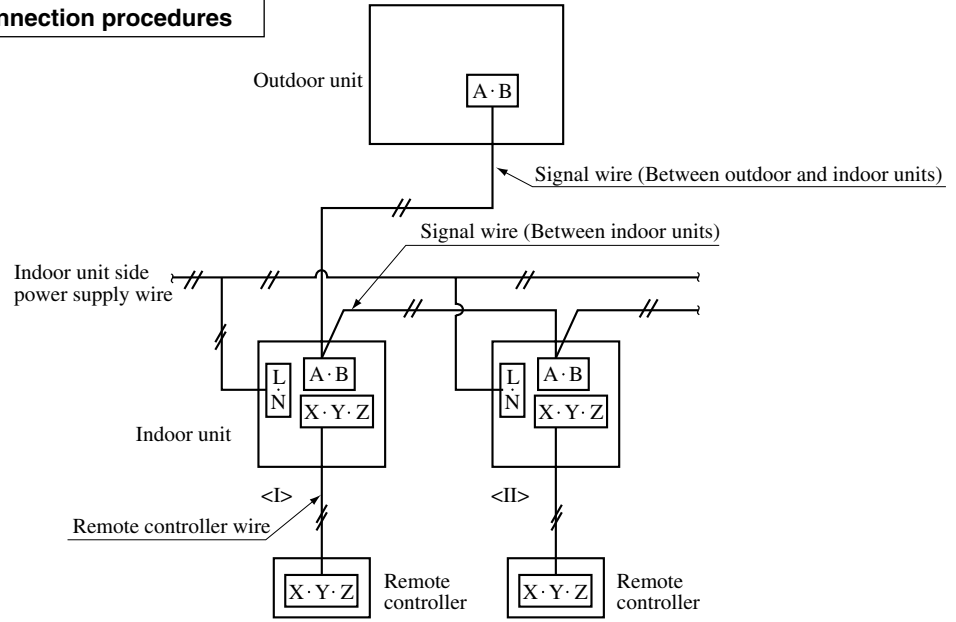 nnection procedures
Outdoor unit
A·B
Signal wire (Between outdoor and indoor units)
Signal wire (Between indoor units)
Indoor unit side
power supply wire
L·N
A·B
X·Y·Z
Indoor unit
L·N
A·B
X·Y·Z
<I>
<II>
Remote controller wire
X·Y·Z
Remote
controller
X·Y·Z
Remote
controller